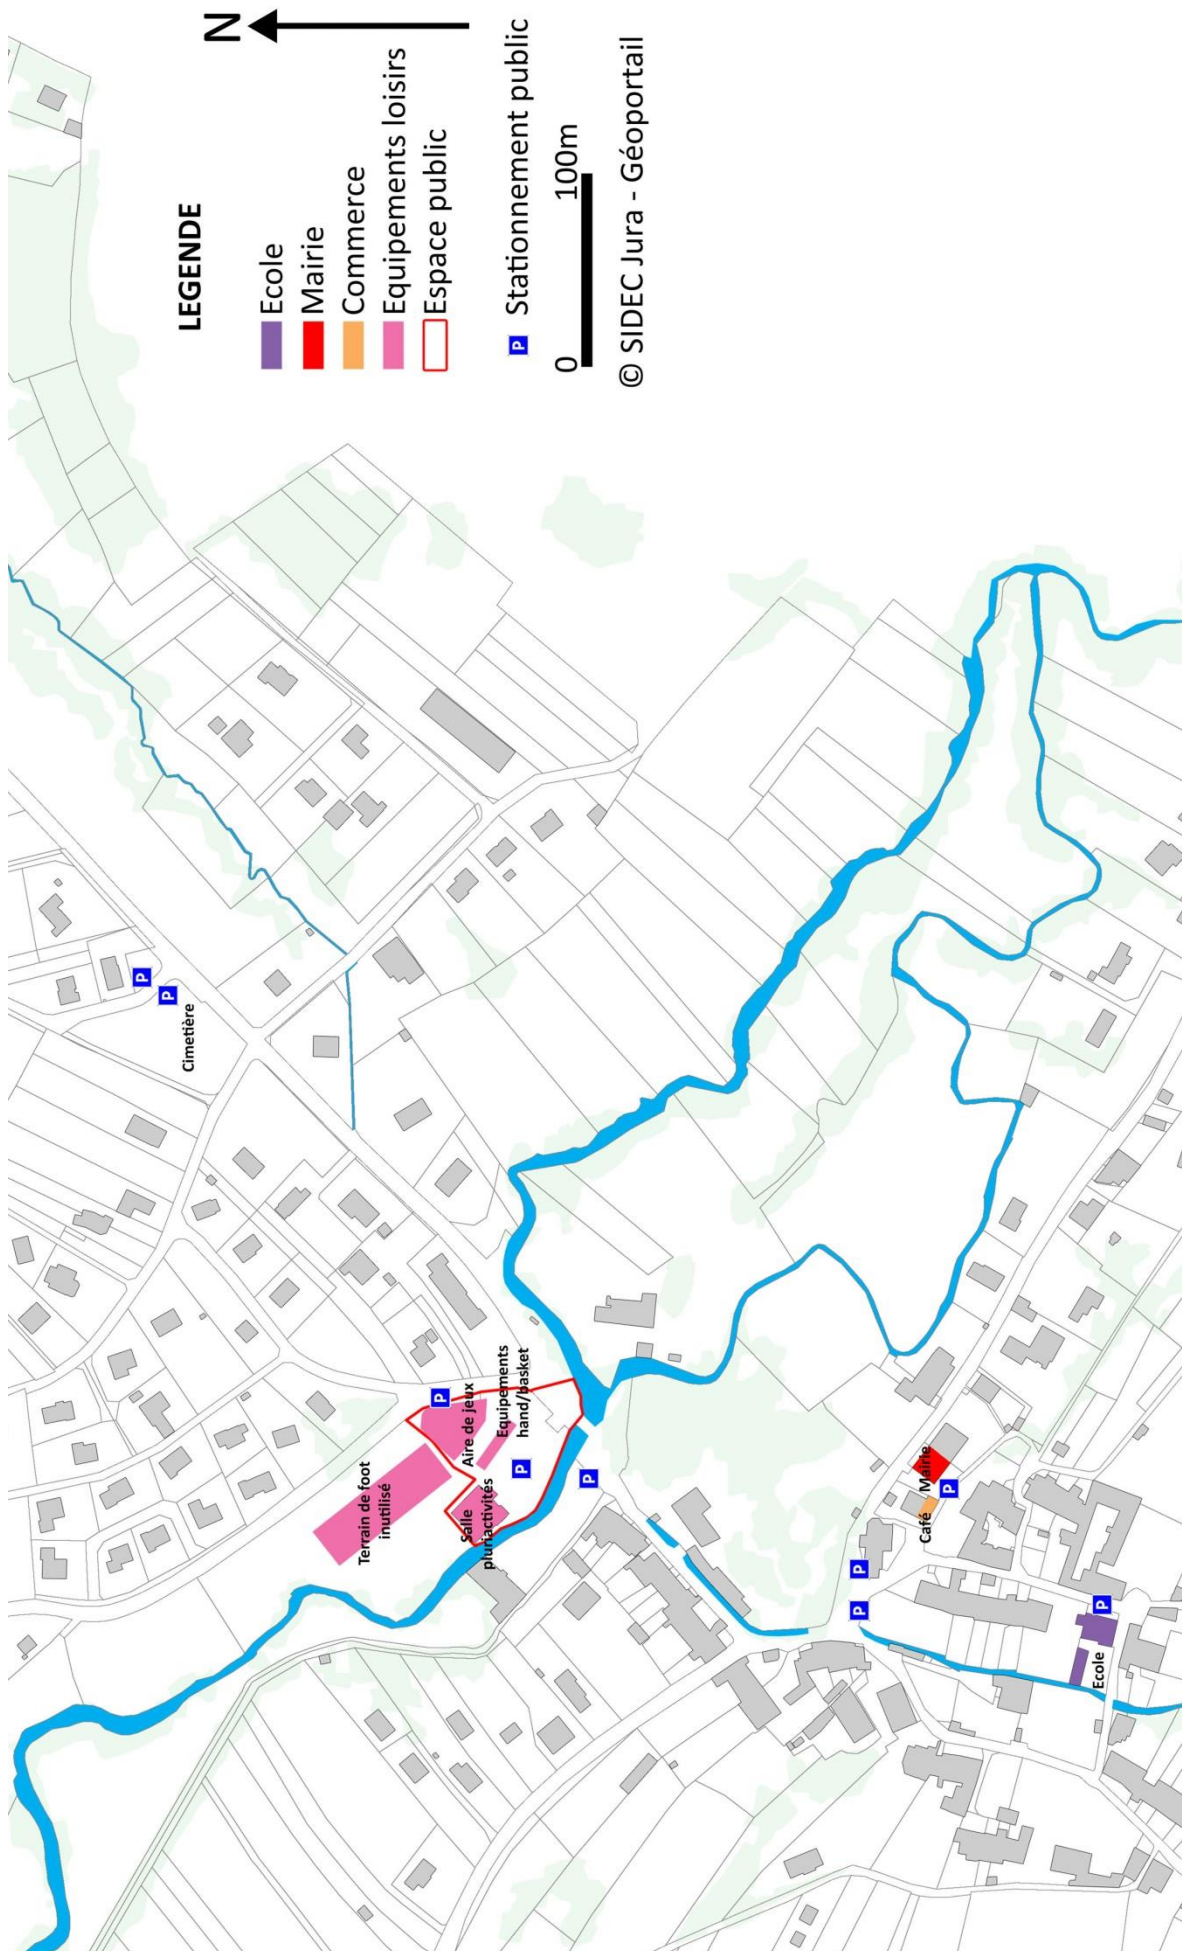 N
LEGENDE
Ecole
Mairie
Commerce
Equipements loisirs
Espace public
P Stationnement public
0 100m
© SIDEC Jura - Géoportail
P
P
Cimetière
Terrain de foot
inutilisé
P
Aire de jeux
Equipements
hand/basket
Salle
pluriactivités
P
P
P
P
Café
Mairie
P
P
Ecole